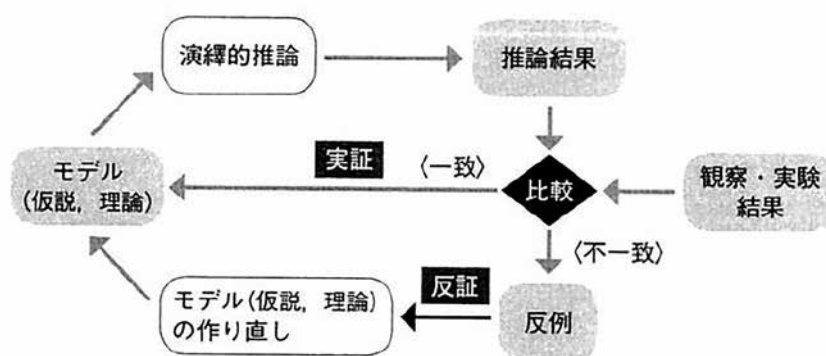 演繹的推論
推論結果
実証
〈一致〉
モデル
(仮説，理論)
比較
観察・実験
結果
〈不一致〉
反証
モデル(仮説，理論)
の作り直し
反例